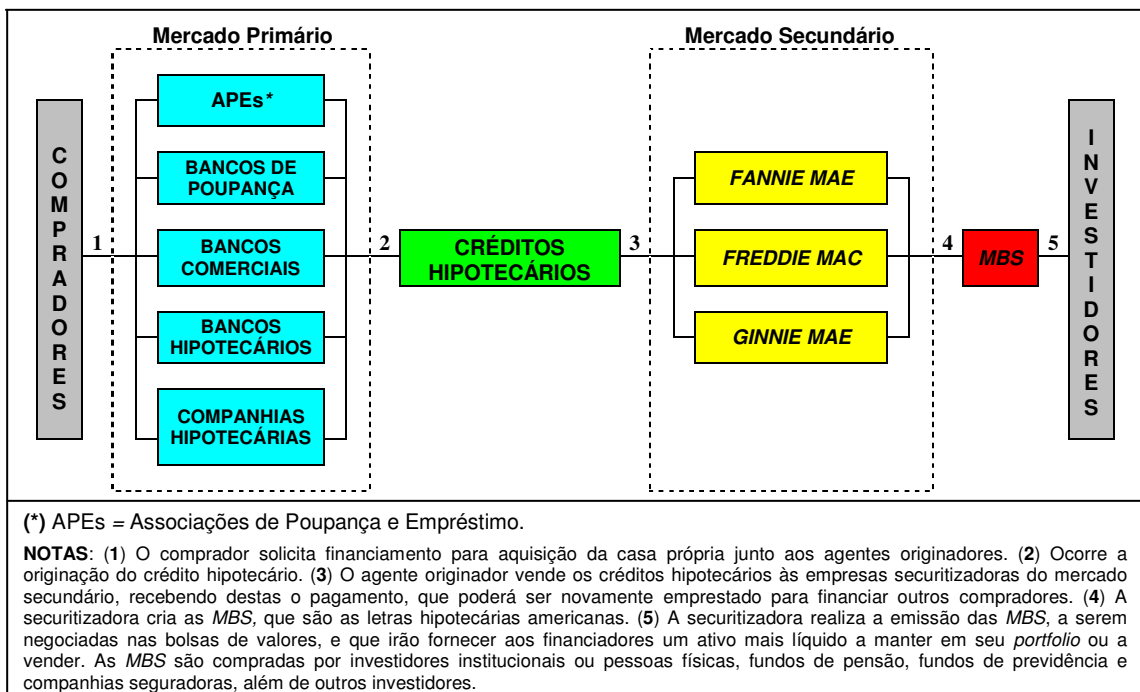 Mercado Primário
Mercado Secundário
COMPRADORES
1
APEs*
BANCOS DE
POUPANÇA
BANCOS
COMERCIAIS
BANCOS
HIPOTECÁRIOS
COMPANHIAS
HIPOTECÁRIAS
2
CRÉDITOS
HIPOTECÁRIOS
3
FANNIE MAE
FREDDIE MAC
GINNIE MAE
4
MBS
5
INVESTIDORES
(*) APEs = Associações de Poupança e Empréstimo.
NOTAS: (1) O comprador solicita financiamento para aquisição da casa própria junto aos agentes originadores. (2) Ocorre a
originação do crédito hipotecário. (3) O agente originador vende os créditos hipotecários às empresas securitizadoras do mercado
secundário, recebendo destas o pagamento, que poderá ser novamente emprestado para financiar outros compradores. (4) A
securitizadora cria as MBS, que são as letras hipotecárias americanas. (5) A securitizadora realiza a emissão das MBS, a serem
negociadas nas bolsas de valores, e que irão fornecer aos financiadores um ativo mais líquido a manter em seu portfolio ou a
vender. As MBS são compradas por investidores institucionais ou pessoas físicas, fundos de pensão, fundos de previdência e
companhias seguradoras, além de outros investidores.